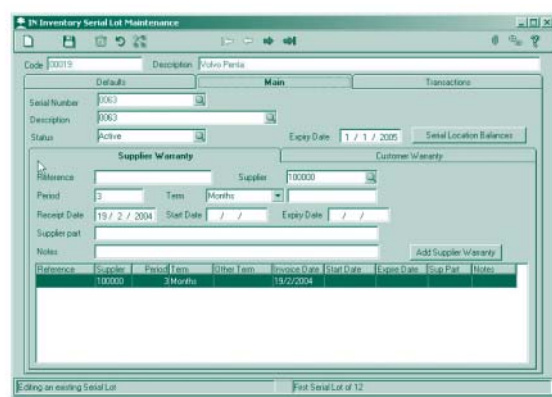 IN Inventory Serial Lot Maintenance
Code 00019 Description Volvo Penta
Defaults Main Transactions
Serial Number 0063
Description 0063
Status Active Expiry Date 1 / 1 / 2005 Serial Location Balances
Supplier Warranty Customer Warranty
Reference Supplier 100000
Period 3 Term Months
Receipt Date 19 / 2 / 2004 Start Date / / Expiry Date / /
Supplier part
Notes Add Supplier Warranty
Reference Supplier Period Term Other Term Invoice Date Start Date Expire Date Sup Part Notes
100000 3 Months 19/2/2004
Editing an existing Serial Lot First Serial Lot of 12